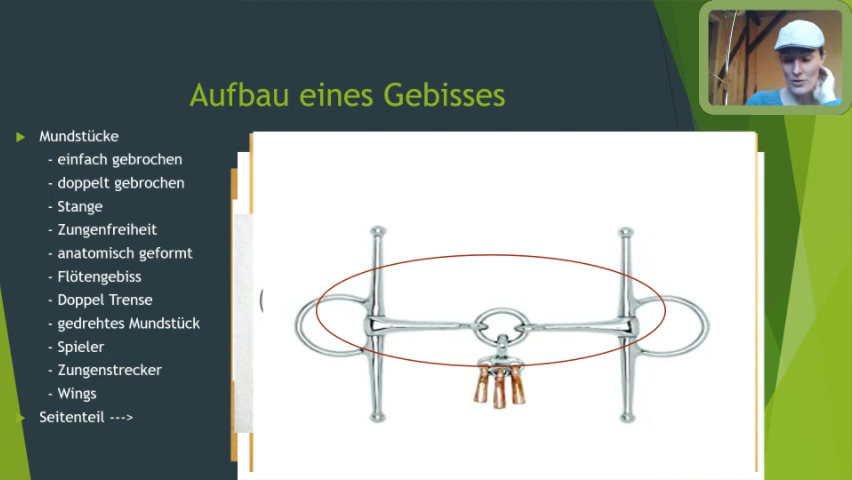 Aufbau eines Gebisses
Mundstücke
- einfach gebrochen
- doppelt gebrochen
- Stange
- Zungenfreiheit
- anatomisch geformt
- Flötengebiss
- Doppel Trense
- gedrehtes Mundstück
- Spieler
- Zungenstrecker
- Wings
Seitenteil --->